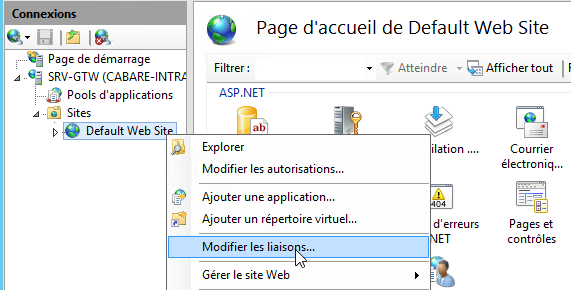 Connexions
Page de démarrage
SRV-GTW (CABARE-INTRA
Pools d'applications
Sites
Default Web Site
Page d'accueil de Default Web Site
Filtrer :
Atteindre
Afficher tout
ASP.NET
ab
ilation ....
Courrier
électroniq...
Explorer
Modifier les autorisations...
Ajouter une application...
Ajouter un répertoire virtuel...
Modifier les liaisons...
Gérer le site Web
404
d'erreurs
NET
Pages et
contrôles